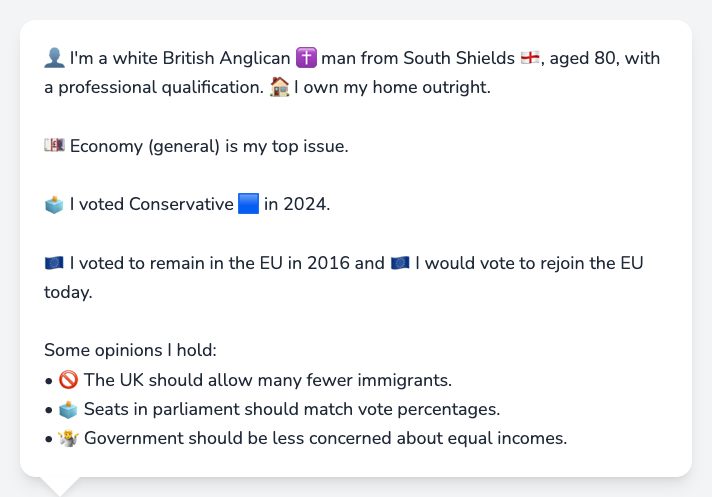 👤 I'm a white British Anglican ✝️ man from South Shields 🏴󠁧󠁢󠁥󠁮󠁧󠁿, aged 80, with
a professional qualification. 🏠 I own my home outright.
💷 Economy (general) is my top issue.
🗳️ I voted Conservative 🟦 in 2024.
🇪🇺 I voted to remain in the EU in 2016 and 🇪🇺 I would vote to rejoin the EU
today.
Some opinions I hold:
• 🚫 The UK should allow many fewer immigrants.
• 🗳️ Seats in parliament should match vote percentages.
• 🤷 Government should be less concerned about equal incomes.